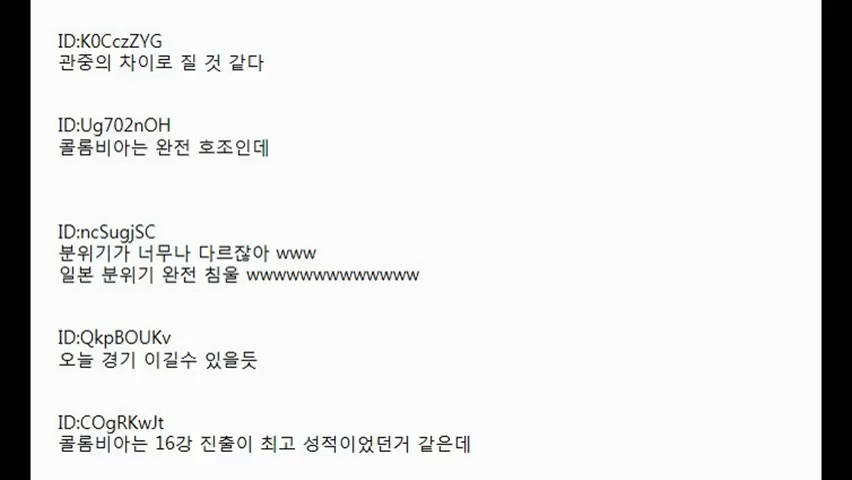 ID:K0CczZYG
관중의 차이로 질 것 같다
ID:Ug702nOH
콜롬비아는 완전 호조인데
ID:ncSugjSC
분위기가 너무나 다르잖아 www
일본 분위기 완전 침울 wwwwwwwwwwwww
ID:QkpBOUKv
오늘 경기 이길수 있을듯
ID:COgRKwJt
콜롬비아는 16강 진출이 최고 성적이었던거 같은데